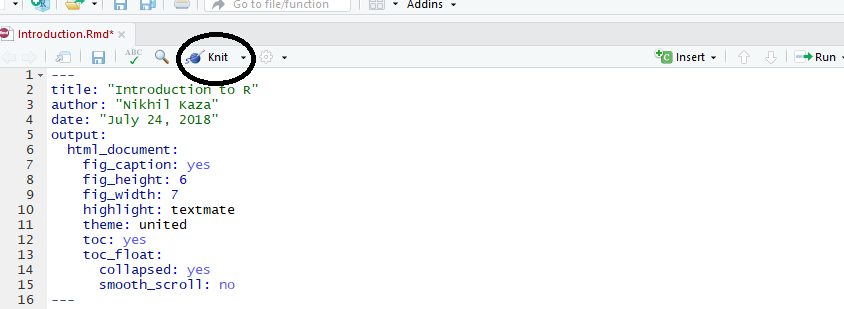 Go to file/function Addins
Introduction.Rmd*
ABC Knit Insert Run
1 ---
2 title: "Introduction to R"
3 author: "Nikhil Kaza"
4 date: "July 24, 2018"
5 output:
6   html_document:
7     fig_caption: yes
8     fig_height: 6
9     fig_width: 7
10     highlight: textmate
11     theme: united
12     toc: yes
13     toc_float:
14       collapsed: yes
15       smooth_scroll: no
16 ---